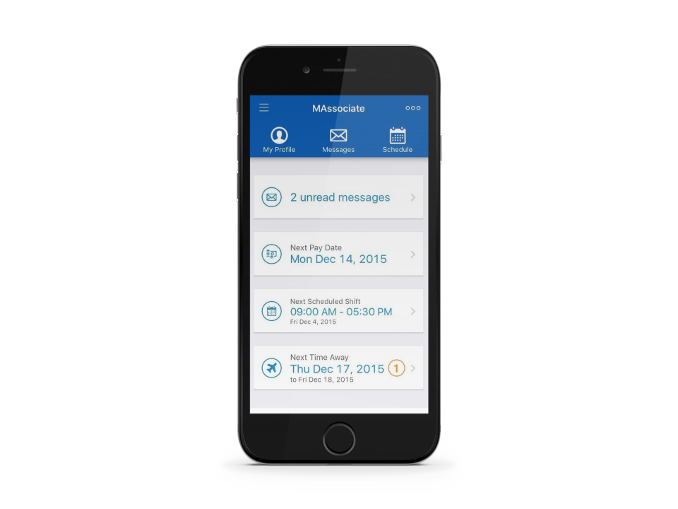 MAssociate
My Profile Messages Schedule
2 unread messages
Next Pay Date
Mon Dec 14, 2015
Next Scheduled Shift
09:00 AM - 05:30 PM
Fri Dec 4, 2015
Next Time Away
Thu Dec 17, 2015 1
to Fri Dec 18, 2015